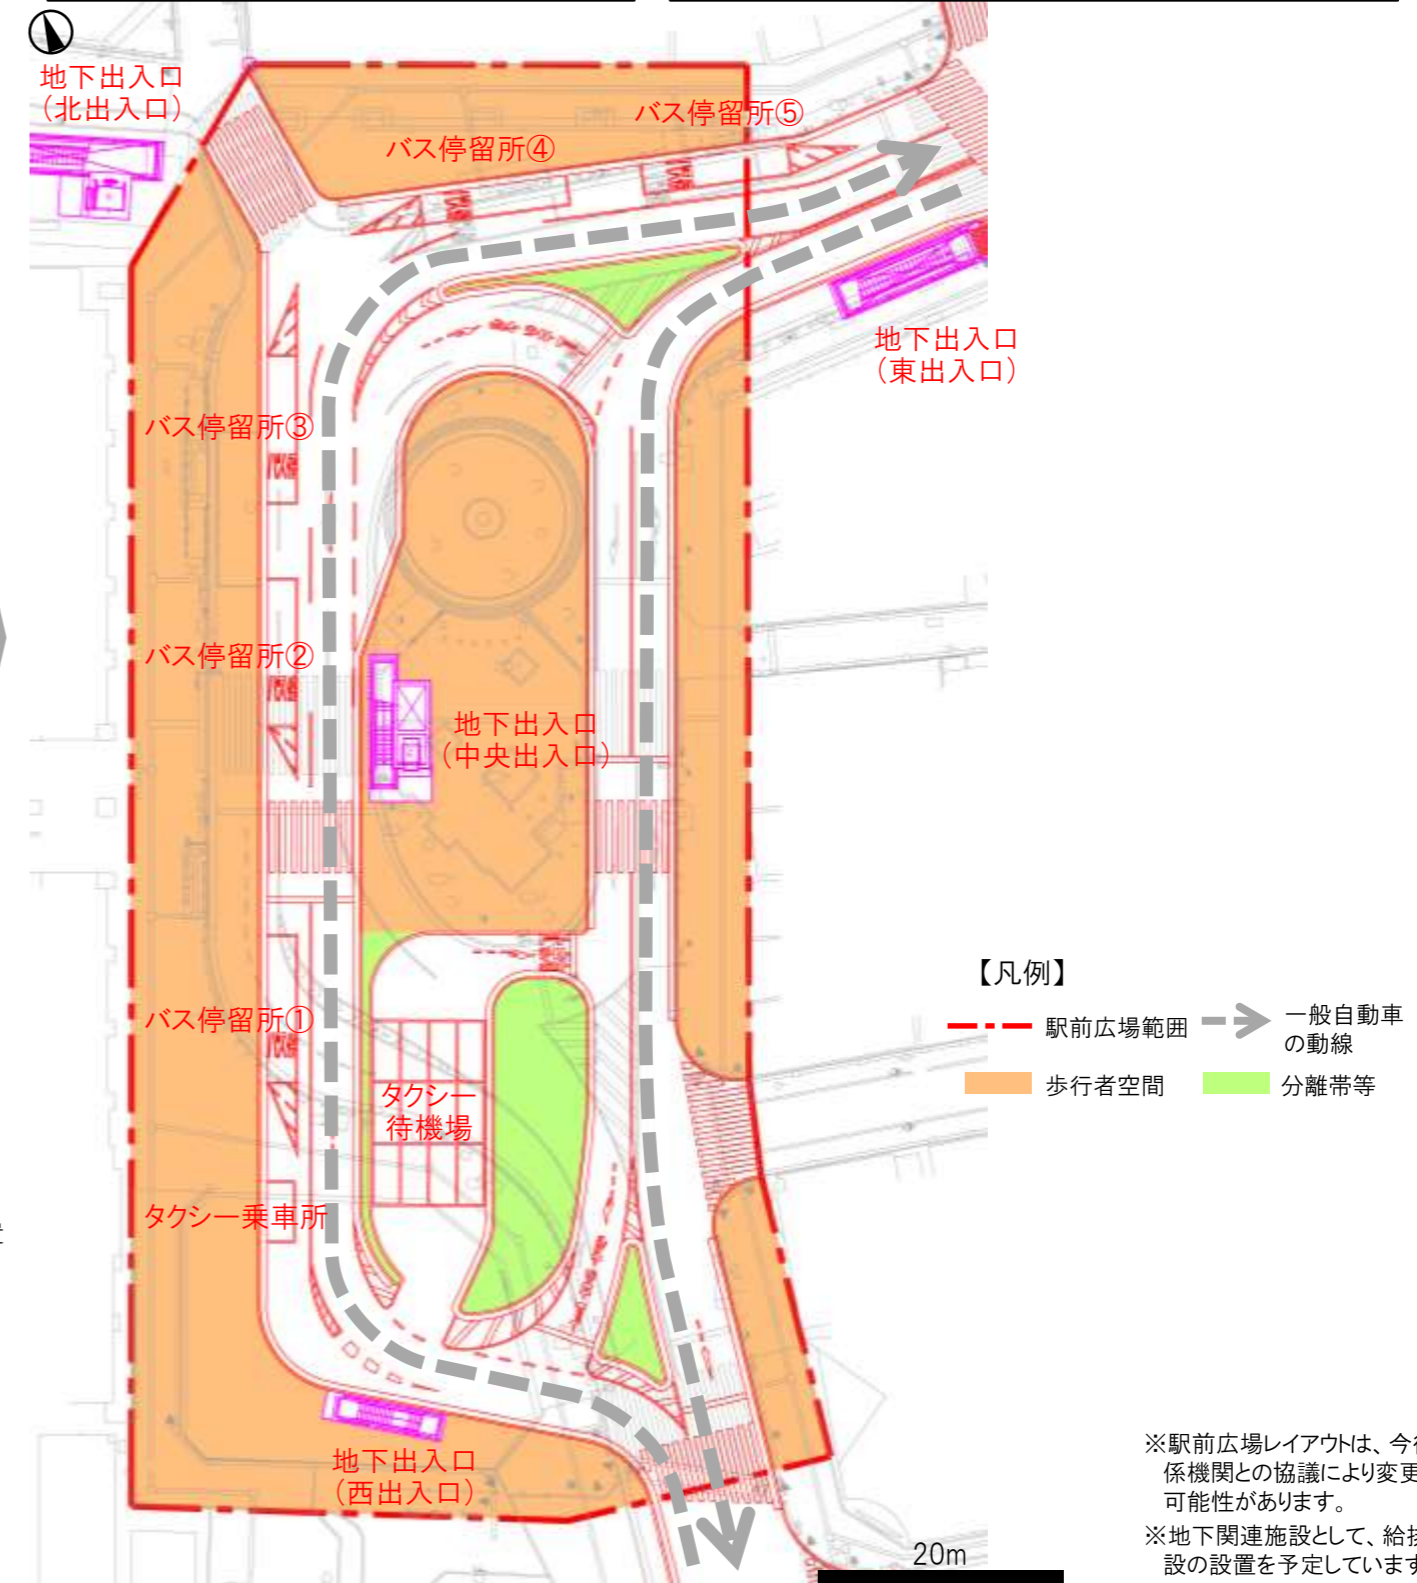 地下出入口
（北出入口）
バス停留所⑤
バス停留所④
地下出入口
（東出入口）
バス停留所③
バス停留所②
地下出入口
（中央出入口）
【凡例】
駅前広場範囲
一般自動車
の動線
歩行者空間
分離帯等
バス停留所①
タクシー
待機場
タクシー乗車所
地下出入口
（西出入口）
※駅前広場レイアウトは、今
係機関との協議により変更
可能性があります。
※地下関連施設として、給
設の設置を予定しています
20m